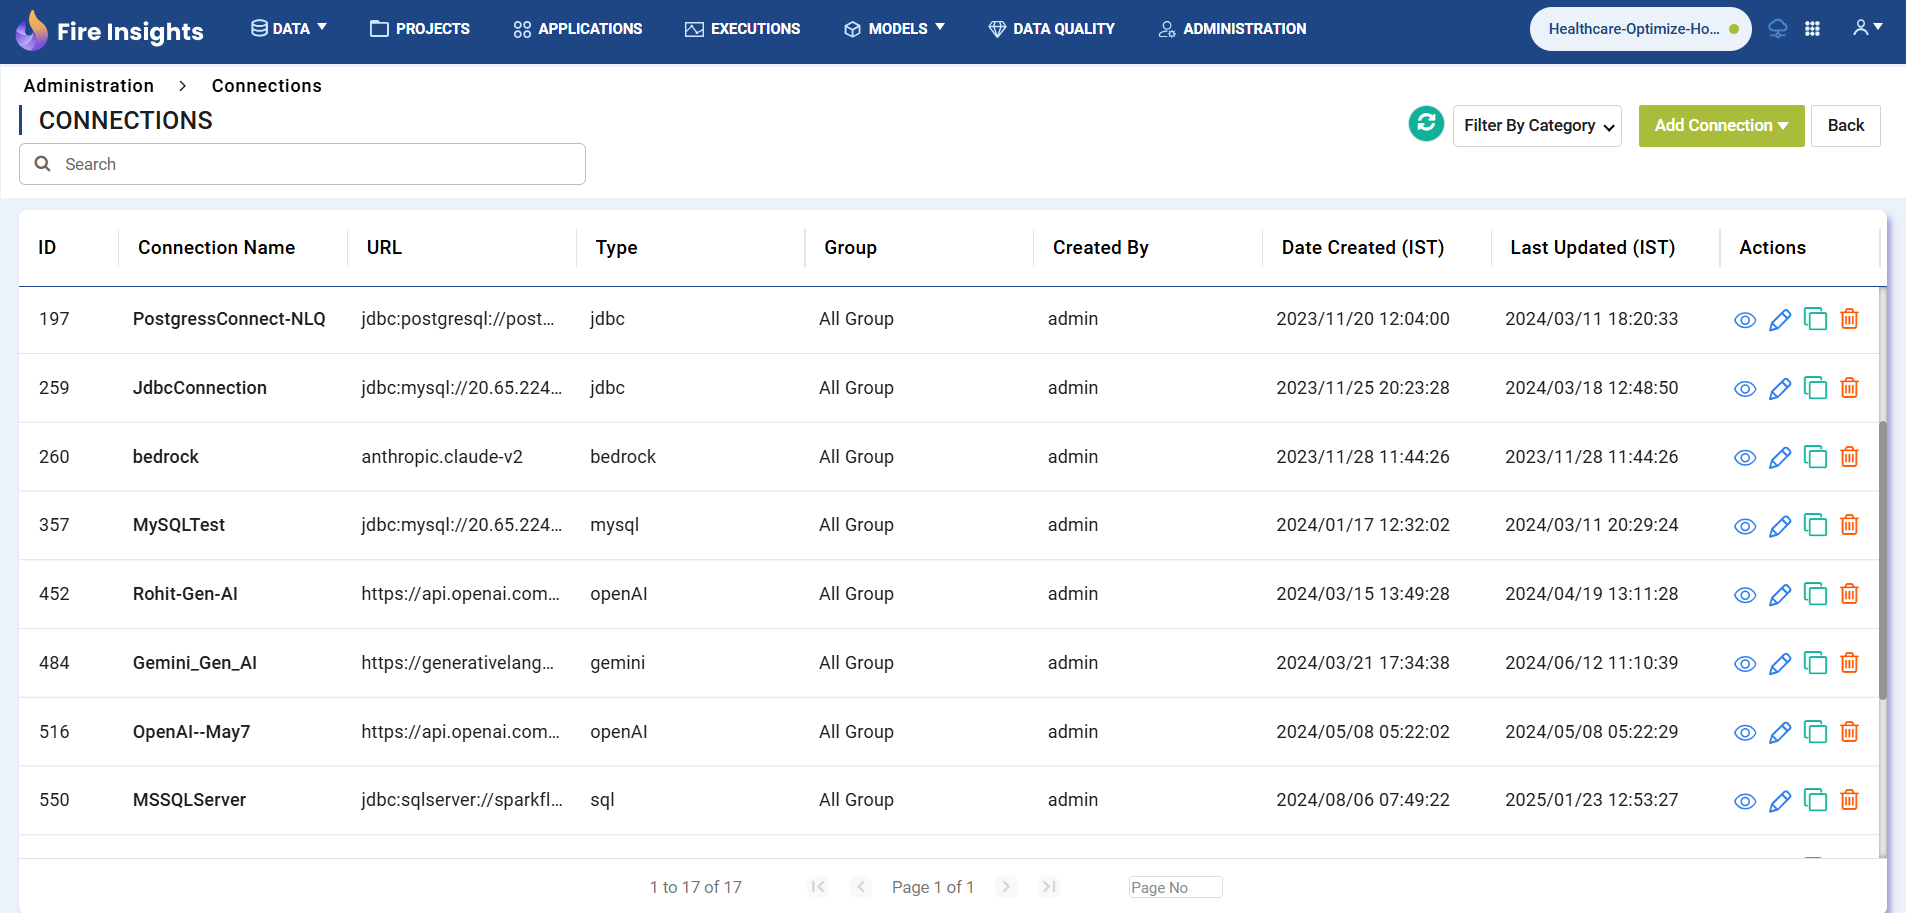 Fire Insights DATA PROJECTS APPLICATIONS EXECUTIONS MODELS DATA QUALITY ADMINISTRATION Healthcare-Optimize-Ho...
Administration > Connections
CONNECTIONS
Filter By Category Add Connection Back
Search
ID Connection Name URL Type Group Created By Date Created (IST) Last Updated (IST) Actions
197 PostgressConnect-NLQ jdbc:postgresql://post... jdbc All Group admin 2023/11/20 12:04:00 2024/03/11 18:20:33
259 JdbcConnection jdbc:mysql://20.65.224... jdbc All Group admin 2023/11/25 20:23:28 2024/03/18 12:48:50
260 bedrock anthropic.claude-v2 bedrock All Group admin 2023/11/28 11:44:26 2023/11/28 11:44:26
357 MySQLTest jdbc:mysql://20.65.224... mysql All Group admin 2024/01/17 12:32:02 2024/03/11 20:29:24
452 Rohit-Gen-AI https://api.openai.com... openAI All Group admin 2024/03/15 13:49:28 2024/04/19 13:11:28
484 Gemini_Gen_AI https://generativelang... gemini All Group admin 2024/03/21 17:34:38 2024/06/12 11:10:39
516 OpenAI--May7 https://api.openai.com... openAI All Group admin 2024/05/08 05:22:02 2024/05/08 05:22:29
550 MSSQLServer jdbc:sqlserver://sparkfl... sql All Group admin 2024/08/06 07:49:22 2025/01/23 12:53:27
1 to 17 of 17 Page 1 of 1 Page No